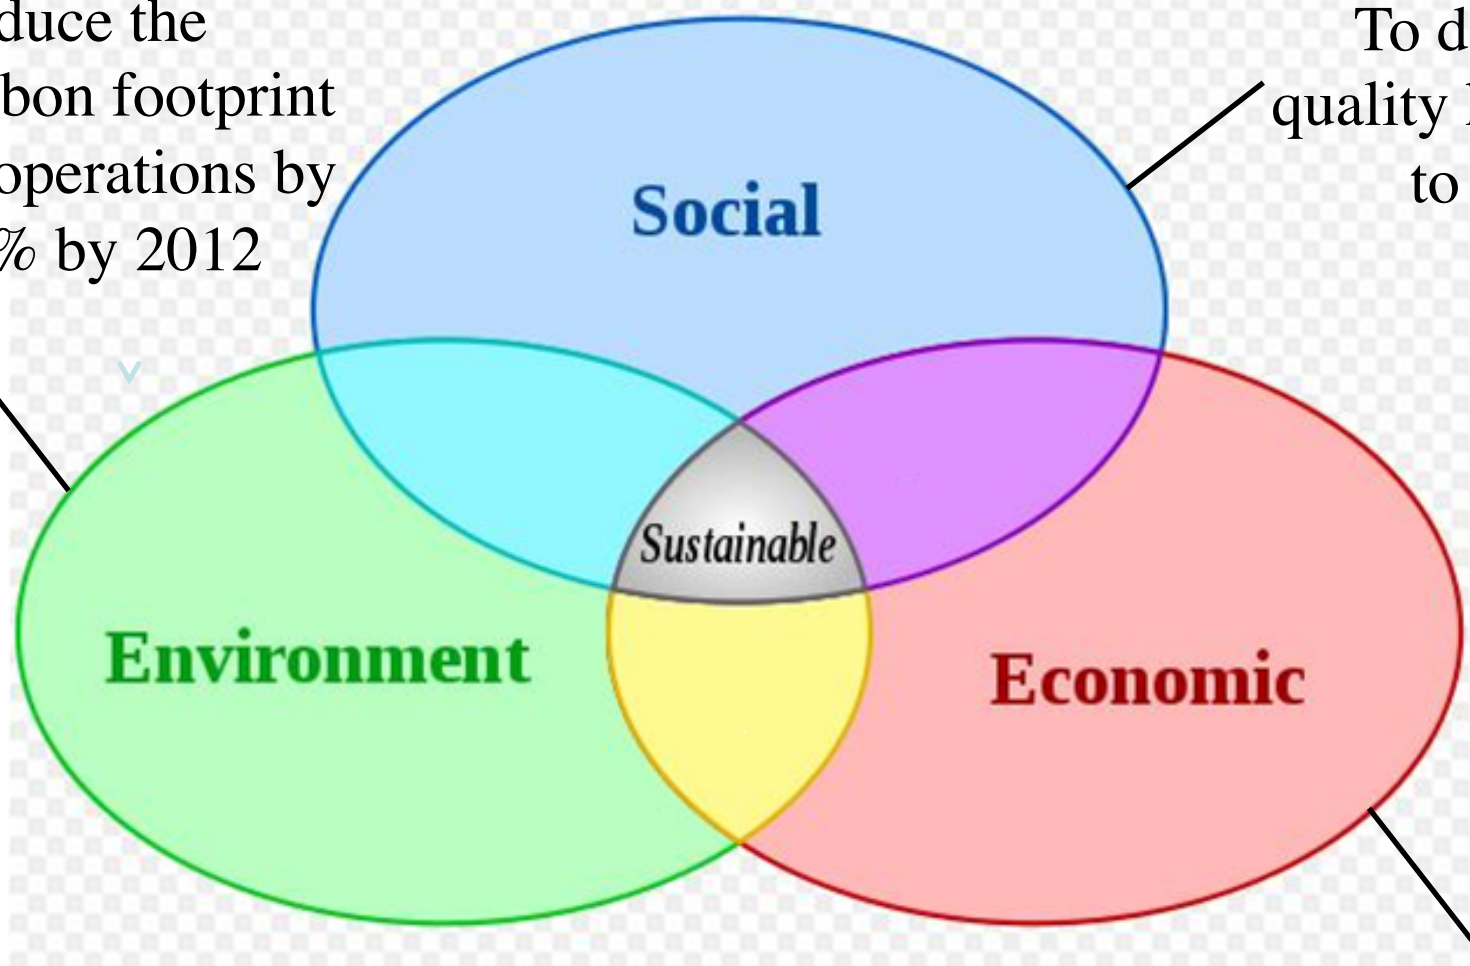 duce the
bon footprint
operations by
% by 2012
To d
quality
to
Social
Sustainable
Environment
Economic